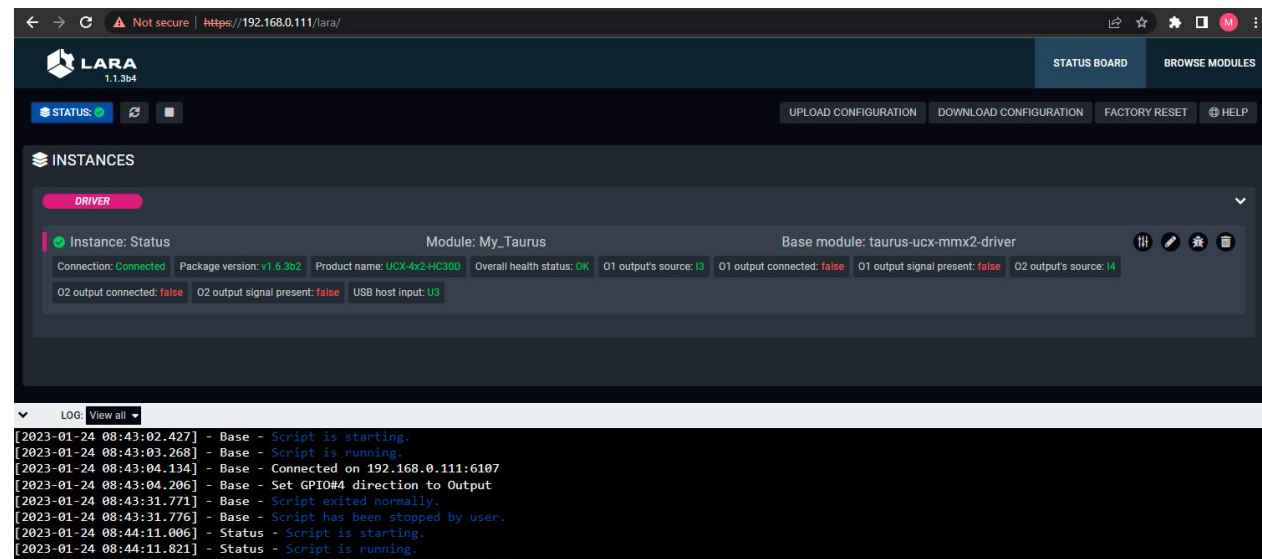 Not secure | https://192.168.0.111/lara/ M
LARA
1.1.3b4
STATUS BOARD BROWSE MODULES
STATUS: UPLOAD CONFIGURATION DOWNLOAD CONFIGURATION FACTORY RESET HELP
INSTANCES
DRIVER
Instance: Status Module: My_Taurus Base module: taurus-ucx-mmx2-driver
Connection: Connected Package version: v1.6.3b2 Product name: UCX-4x2-HC30D Overall health status: OK O1 output's source: I3 O1 output connected: false O1 output signal present: false O2 output's source: I4
O2 output connected: false O2 output signal present: false USB host input: U3
LOG: View all
[2023-01-24 08:43:02.427] - Base - Script is starting.
[2023-01-24 08:43:03.268] - Base - Script is running.
[2023-01-24 08:43:04.134] - Base - Connected on 192.168.0.111:6107
[2023-01-24 08:43:04.206] - Base - Set GPIO#4 direction to Output
[2023-01-24 08:43:31.771] - Base - Script exited normally.
[2023-01-24 08:43:31.776] - Base - Script has been stopped by user.
[2023-01-24 08:44:11.006] - Status - Script is starting.
[2023-01-24 08:44:11.821] - Status - Script is running.